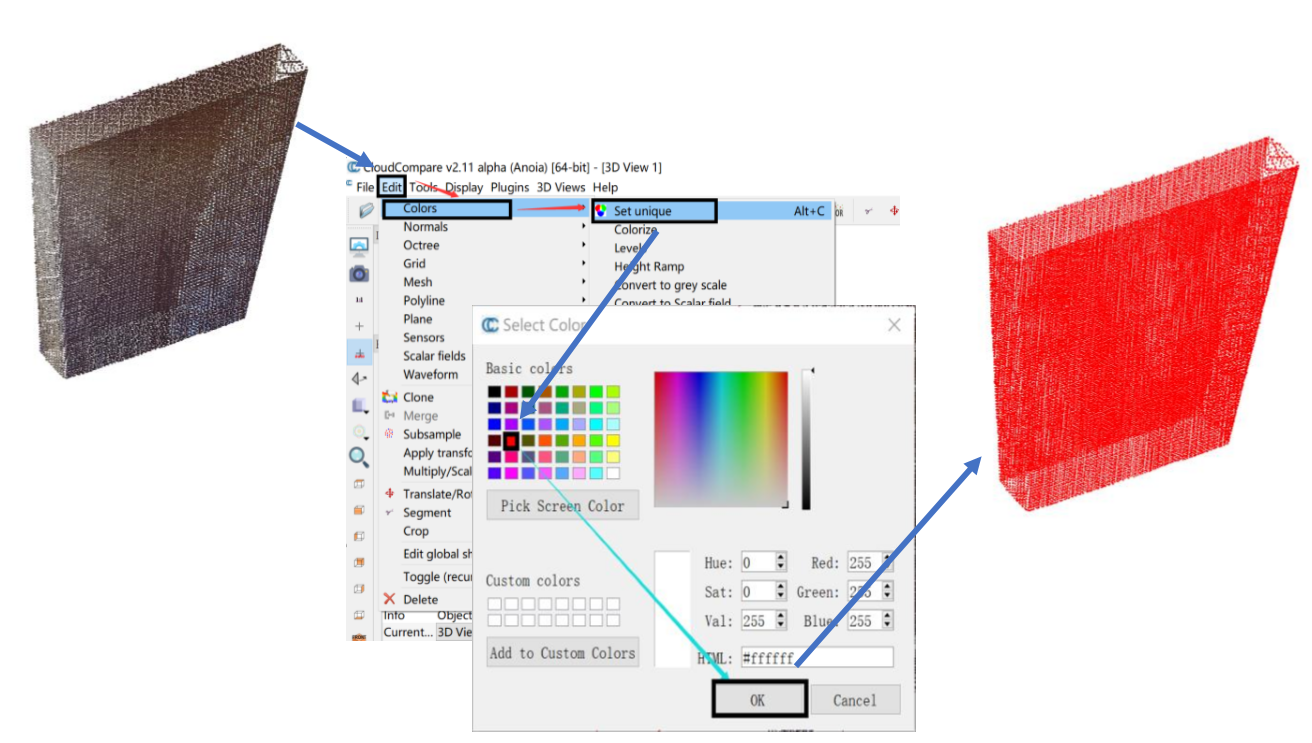 CloudCompare v2.11 alpha (Anoia) [64-bit] - [3D View 1]
File Edit Tools Display Plugins 3D Views Help
Colors
Set unique Alt+C
Normals
Colorize
Octree
Levels
Grid
Height Ramp
Mesh
Convert to grey scale
Polyline
Convert to Scalar field
Plane
Sensors
Scalar fields
Waveform
Clone
Merge
Subsample
Apply transfo
Multiply/Scal
Translate/Rot
Segment
Crop
Edit global sh
Toggle (recu
Delete
Info Object
Current... 3D Vie
Select Color
Basic colors
Pick Screen Color
Custom colors
Add to Custom Colors
Hue: 0 Red: 255
Sat: 0 Green: 255
Val: 255 Blue: 255
HTML: #ffffff
OK Cancel